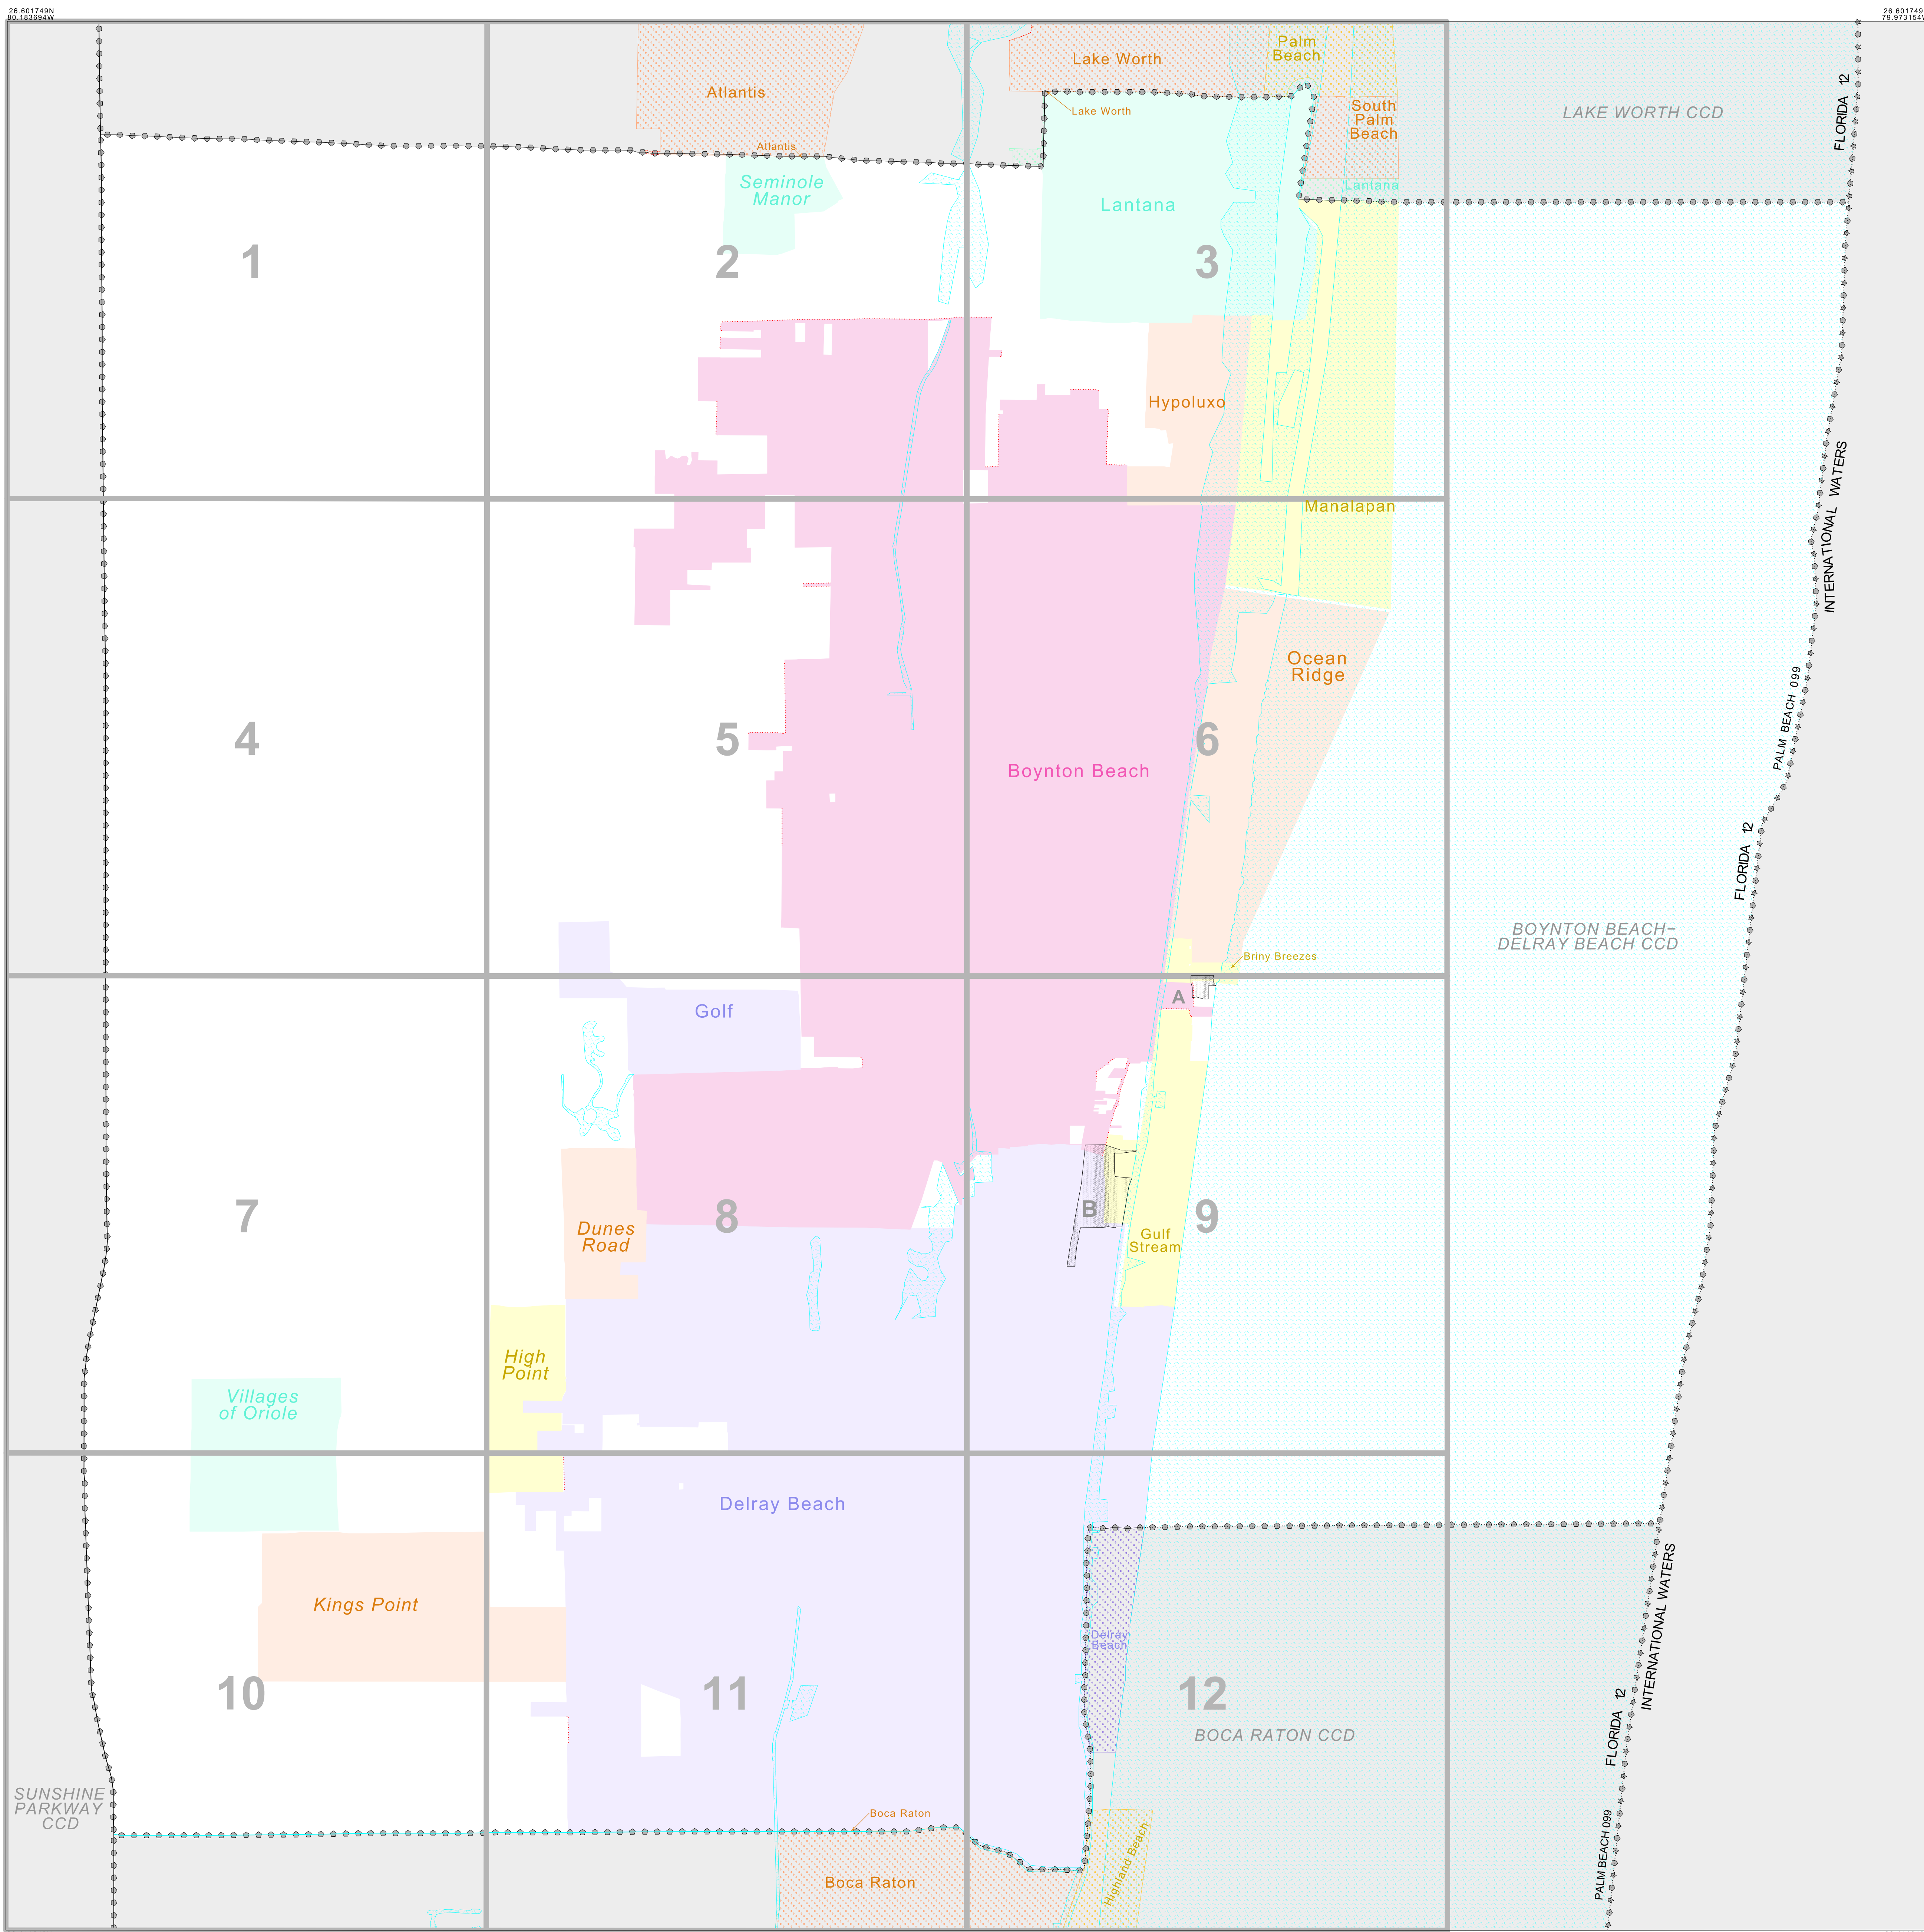 26.601749N
80.183694W
26.601749
79.973154W
Palm
Beach
Lake Worth
Atlantis
Lake Worth
South
Palm
Beach
LAKE WORTH CCD
FLORIDA 12
Atlantis
Seminole
Manor
Lantana
Lantana
1
2
3
Hypoluxo
Manalapan
INTERNATIONAL WATERS
Ocean
Ridge
PALM BEACH 099
4
5
6
Boynton Beach
FLORIDA 12
BOYNTON BEACH–
DELRAY BEACH CCD
Briny Breezes
A
Golf
7
8
B
9
Dunes
Road
Gulf
Stream
High
Point
Villages
of Oriole
Delray Beach
Kings Point
INTERNATIONAL WATERS
Delray
Beach
10
11
12
FLORIDA 12
BOCA RATON CCD
SUNSHINE
PARKWAY
CCD
Boca Raton
PALM BEACH 099
Highland Beach
Boca Raton